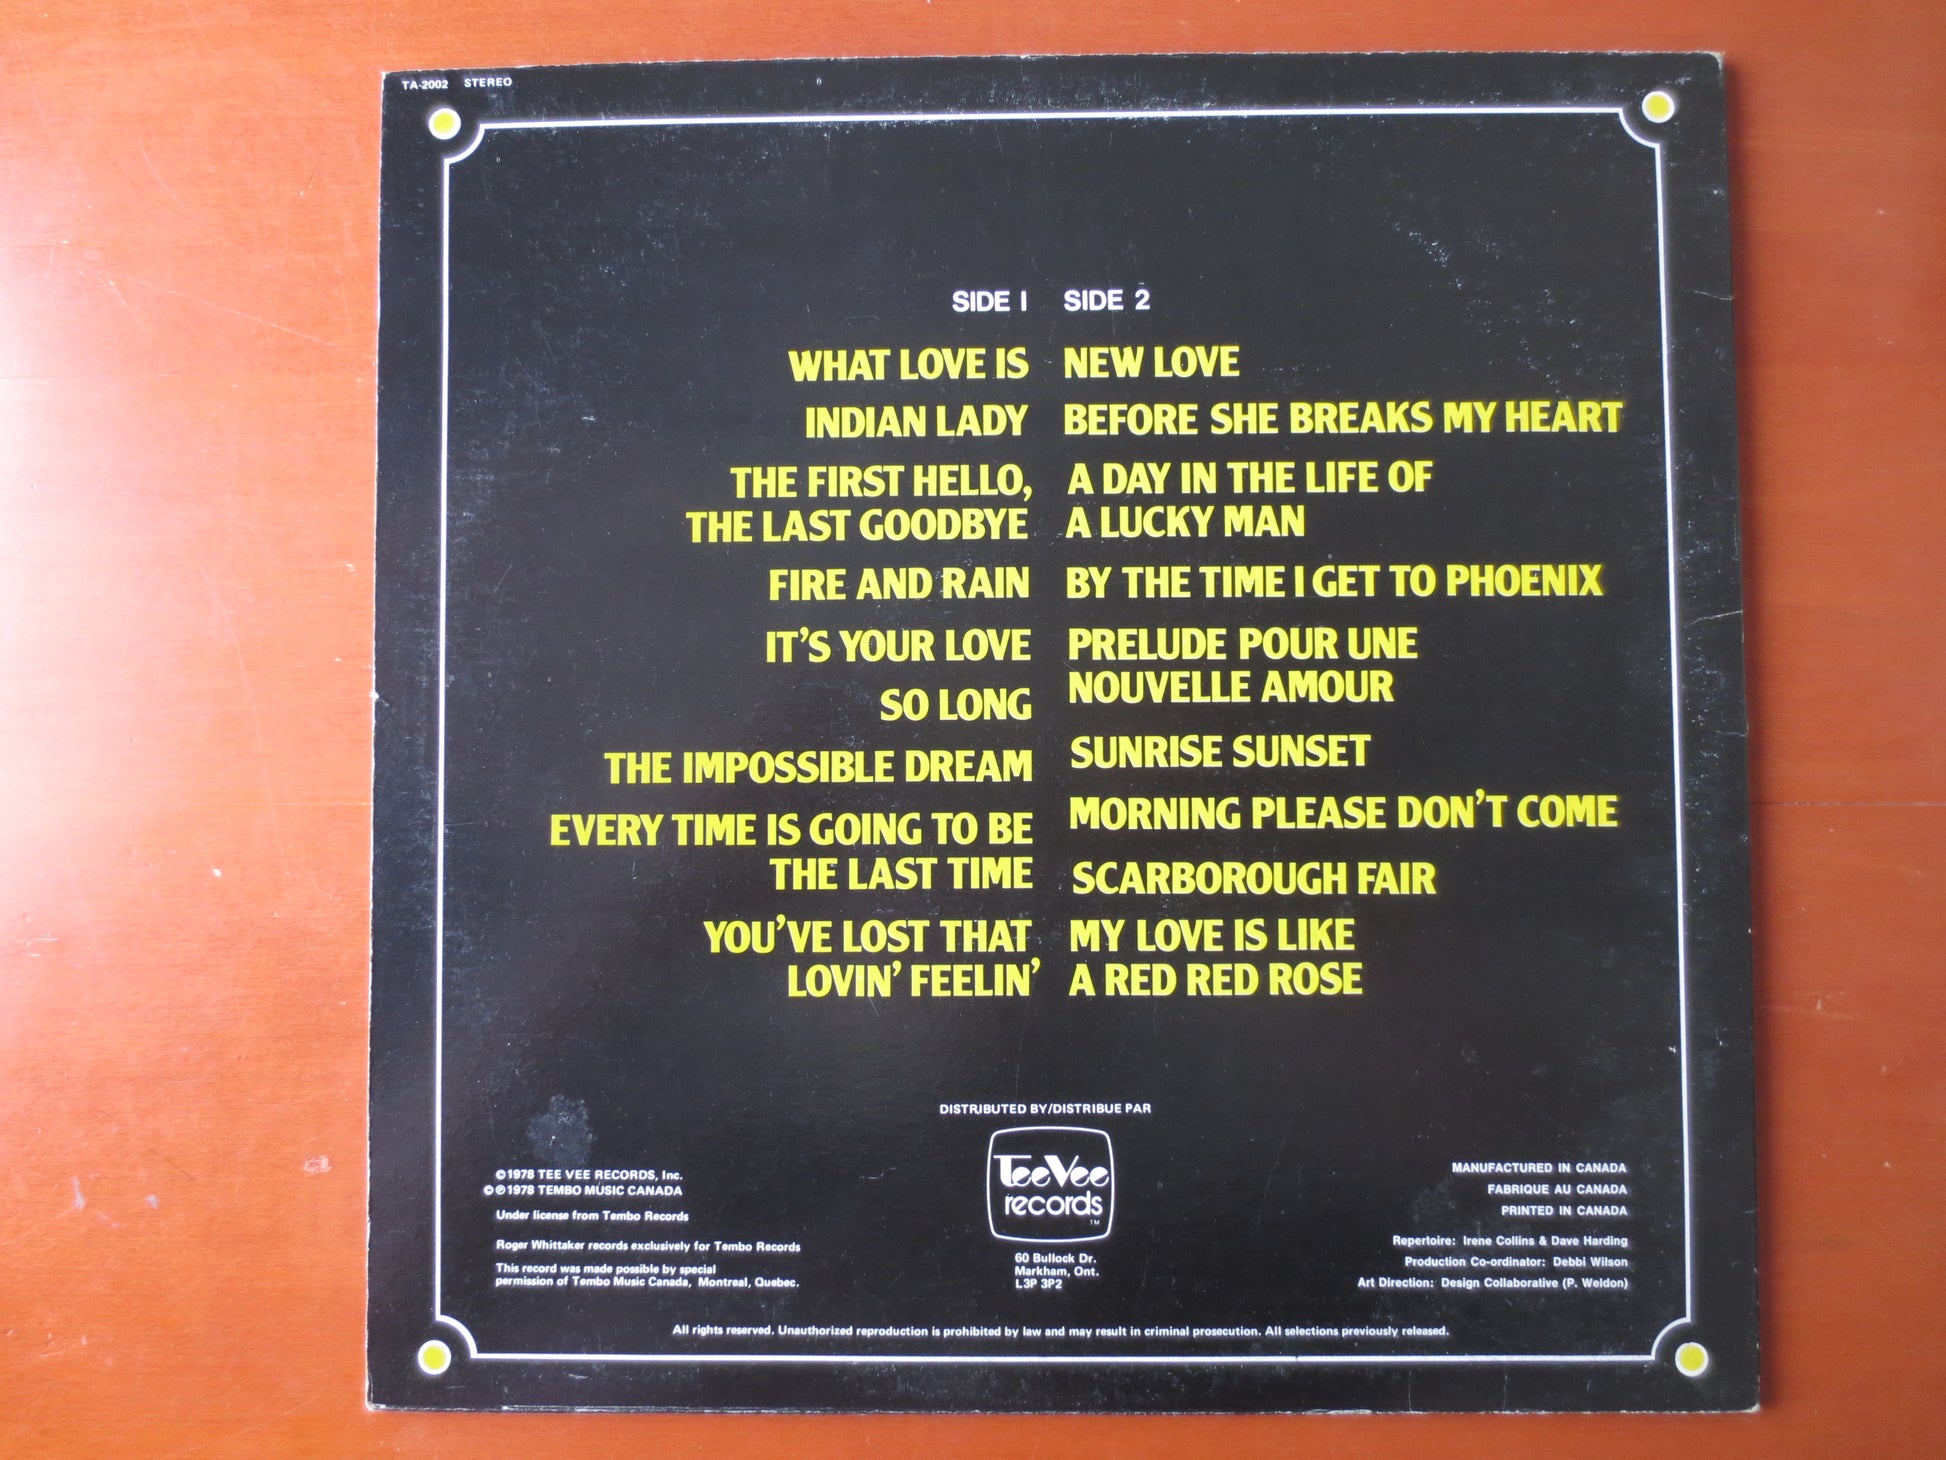 TA-2002 STEREO
SIDE 1
WHAT LOVE IS
INDIAN LADY
THE FIRST HELLO,
THE LAST GOODBYE
FIRE AND RAIN
IT'S YOUR LOVE
SO LONG
THE IMPOSSIBLE DREAM
EVERY TIME IS GOING TO BE
THE LAST TIME
YOU'VE LOST THAT
LOVIN' FEELIN'
SIDE 2
NEW LOVE
BEFORE SHE BREAKS MY HEART
A DAY IN THE LIFE OF
A LUCKY MAN
BY THE TIME I GET TO PHOENIX
PRELUDE POUR UNE
NOUVELLE AMOUR
SUNRISE SUNSET
MORNING PLEASE DON'T COME
SCARBOROUGH FAIR
MY LOVE IS LIKE
A RED RED ROSE
DISTRIBUTED BY/DISTRIBUE PAR
TeeVee
records
TM
60 Bullock Dr.
Markham, Ont.
L3P 3P2
©1978 TEE VEE RECORDS, Inc.
©℗1978 TEMBO MUSIC CANADA
Under license from Tembo Records
Roger Whittaker records exclusively for Tembo Records
This record was made possible by special
permission of Tembo Music Canada, Montreal, Quebec.
MANUFACTURED IN CANADA
FABRIQUE AU CANADA
PRINTED IN CANADA
Repertoire: Irene Collins & Dave Harding
Production Co-ordinator: Debbi Wilson
Art Direction: Design Collaborative (P. Weldon)
All rights reserved. Unauthorized reproduction is prohibited by law and may result in criminal prosecution. All selections previously released.